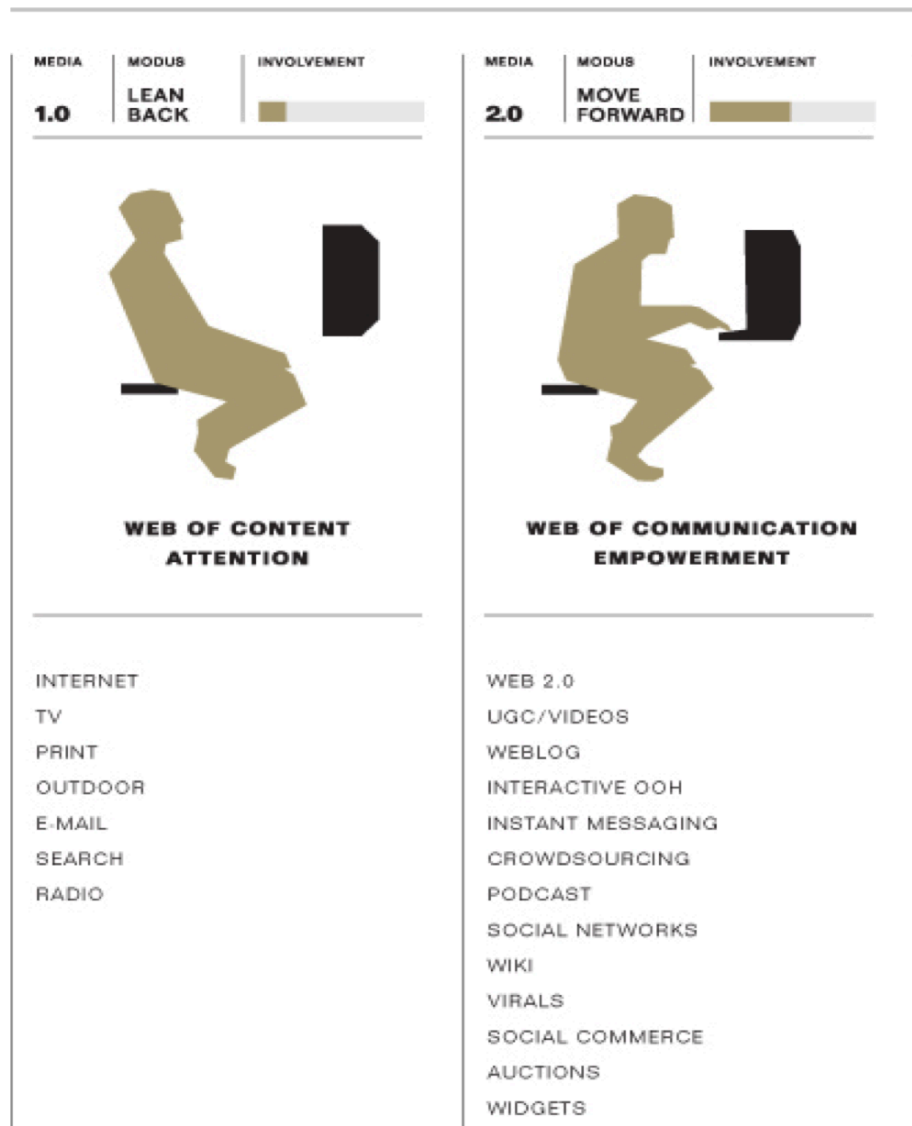 MEDIA
1.0
MODUS
LEAN
BACK
INVOLVEMENT
WEB OF CONTENT
ATTENTION
INTERNET
TV
PRINT
OUTDOOR
E-MAIL
SEARCH
RADIO
MEDIA
2.0
MODUS
MOVE
FORWARD
INVOLVEMENT
WEB OF COMMUNICATION
EMPOWERMENT
WEB 2.0
UGC/VIDEOS
WEBLOG
INTERACTIVE OOH
INSTANT MESSAGING
CROWDSOURCING
PODCAST
SOCIAL NETWORKS
WIKI
VIRALS
SOCIAL COMMERCE
AUCTIONS
WIDGETS